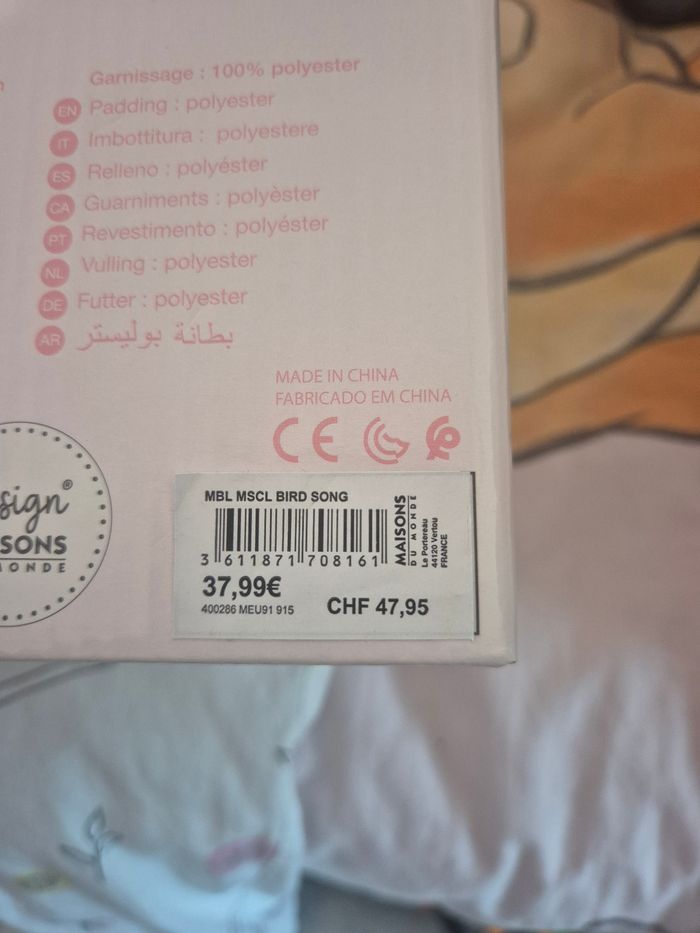 Garnissage : 100% polyester
EN Padding : polyester
IT Imbottitura : polyestere
ES Relleno : polyéster
CA Guarniments : polyèster
PT Revestimento : polyéster
NL Vulling : polyester
DE Futter : polyester
AR بطانة بوليستر
MADE IN CHINA
FABRICADO EM CHINA
CE
sign®
SONS
ONDE
MBL MSCL BIRD SONG
3 611871 708161
37,99€
400286 MEU91 915
CHF 47,95
MAISONS
DU MONDE
Le Portereau
44120 Vertou
FRANCE